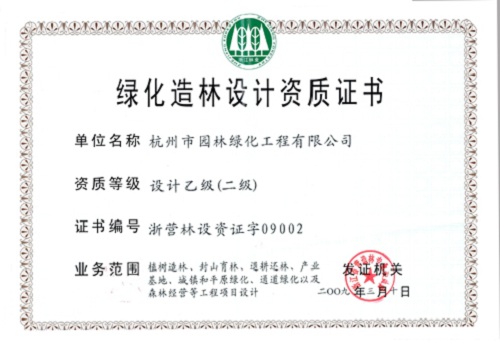 绿化造林设计资质证书
单位名称 杭州市园林绿化工程有限公司
资质等级 设计乙级(二级)
证书编号 浙营林设资证字09002
业务范围 植树造林、封山育林、退耕还林、产业
基地、城镇和平原绿化、通道绿化以及
森林经营等工程项目设计
发证机关
二〇〇九年三月十日